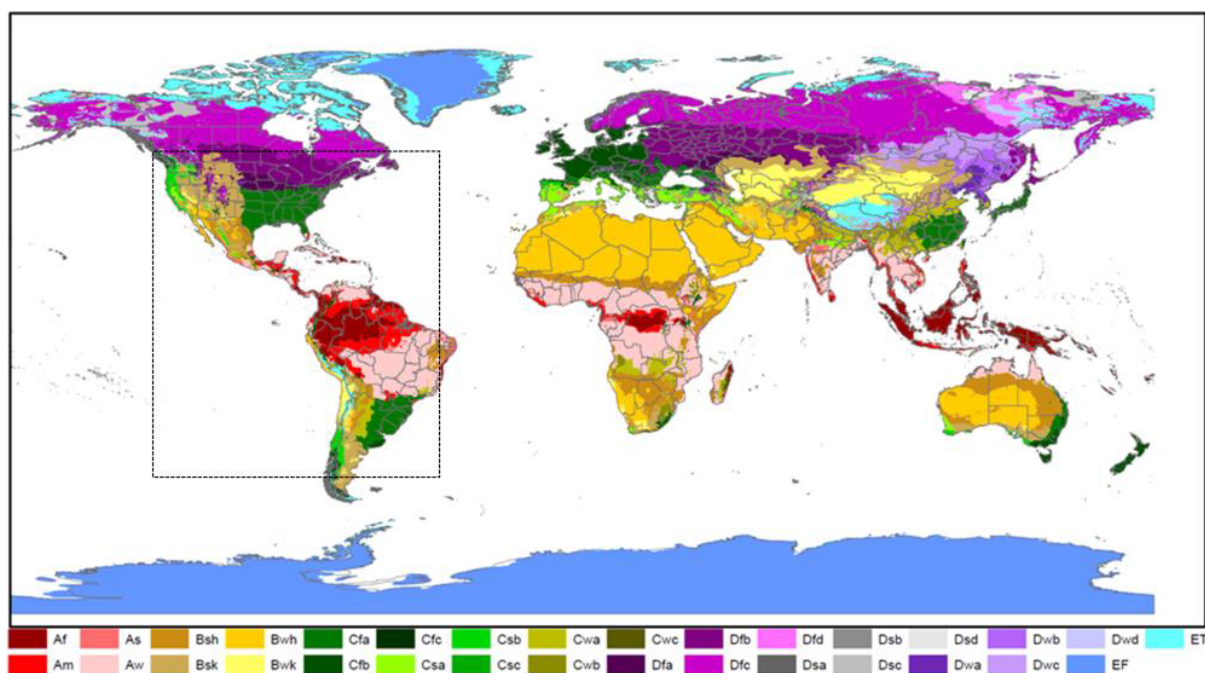 Af As Bsh Bwh Cfa Cfc Csb Cwa Cwc Dfb Dfd Dsb Dsd Dwb Dwd ET
Am Aw Bsk Bwk Cfb Csa Csc Cwb Dfa Dfc Dsa Dsc Dwa Dwc EF